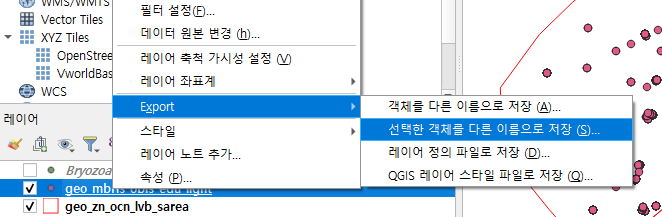 WMS/WMTS
Vector Tiles
XYZ Tiles
OpenStree
VworldBas
WCS
필터 설정(F)...
데이터 원본 변경 (h)...
레이어 축척 가시성 설정 (V)
레이어 좌표계
Export
스타일
레이어 노트 추가...
속성 (P)...
객체를 다른 이름으로 저장 (A)...
선택한 객체를 다른 이름으로 저장 (S)...
레이어 정의 파일로 저장 (D)...
QGIS 레이어 스타일 파일로 저장 (Q)...
레이어
Bryozoa
geo_mbris_obis_edu_light
geo_zn_ocn_lvb_sarea